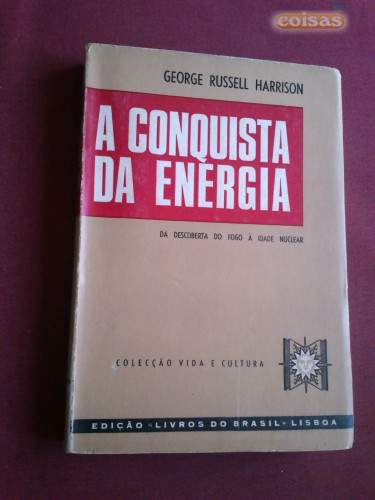 coisas
GEORGE RUSSELL HARRISON
A CONQUISTA
DA ENERGIA
DA DESCOBERTA DO FOGO À IDADE NUCLEAR
COLECÇÃO VIDA E CULTURA
EDIÇÃO «LIVROS DO BRASIL» LISBOA